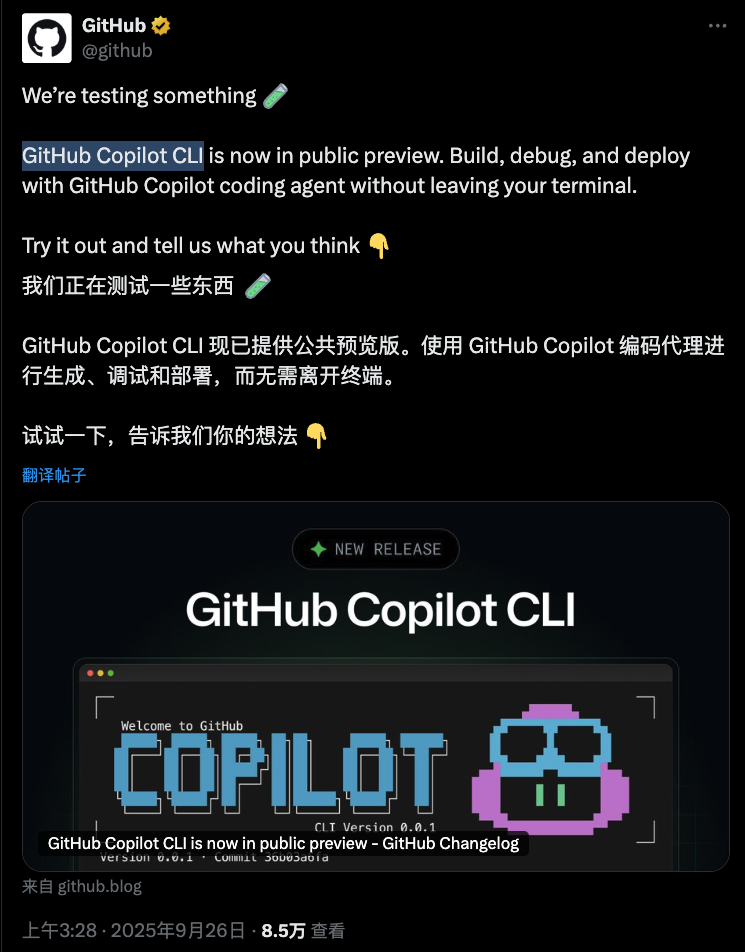 GitHub
@github
We’re testing something 🧪
GitHub Copilot CLI is now in public preview. Build, debug, and deploy
with GitHub Copilot coding agent without leaving your terminal.
Try it out and tell us what you think 👇
我们正在测试一些东西 🧪
GitHub Copilot CLI 现已提供公共预览版。使用 GitHub Copilot 编码代理进
行生成、调试和部署，而无需离开终端。
试试一下，告诉我们你的想法 👇
翻译帖子
NEW RELEASE
GitHub Copilot CLI
Welcome to GitHub
COPILOT
CLI Version 0.0.1
GitHub Copilot CLI is now in public preview - GitHub Changelog
Version 0.0.1 · Commit 36b03a6fa
来自 github.blog
上午3:28 · 2025年9月26日 · 8.5万 查看